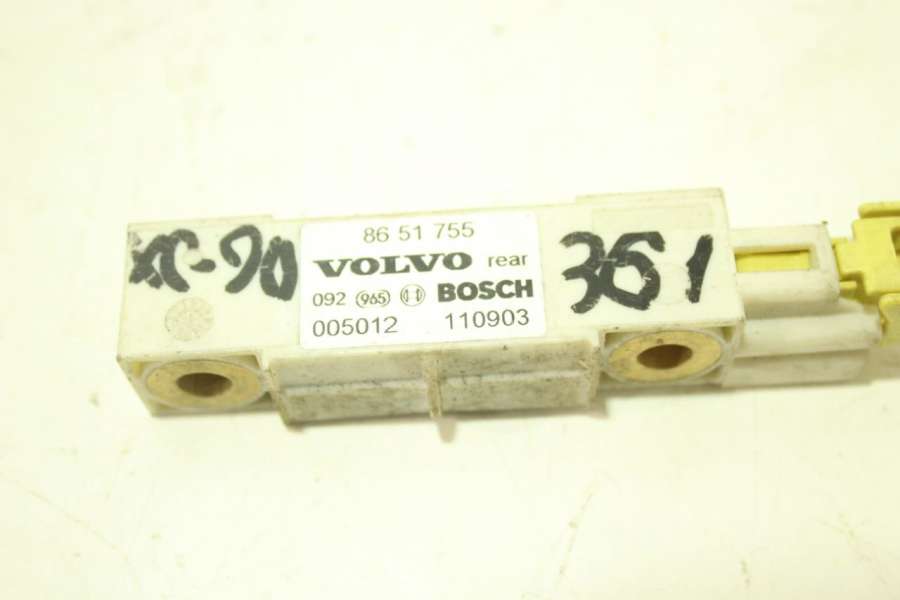 xc-90
86 51 755
VOLVO rear
092 965 BOSCH
005012 110903
361